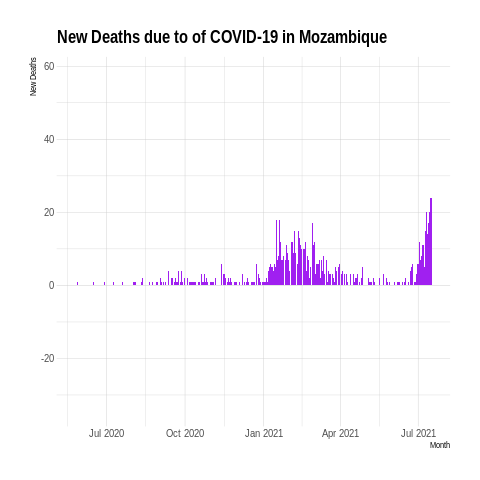 New Deaths due to of COVID-19 in Mozambique
New Deaths
60
40
20
0
-20
Jul 2020 Oct 2020 Jan 2021 Apr 2021 Jul 2021
Month